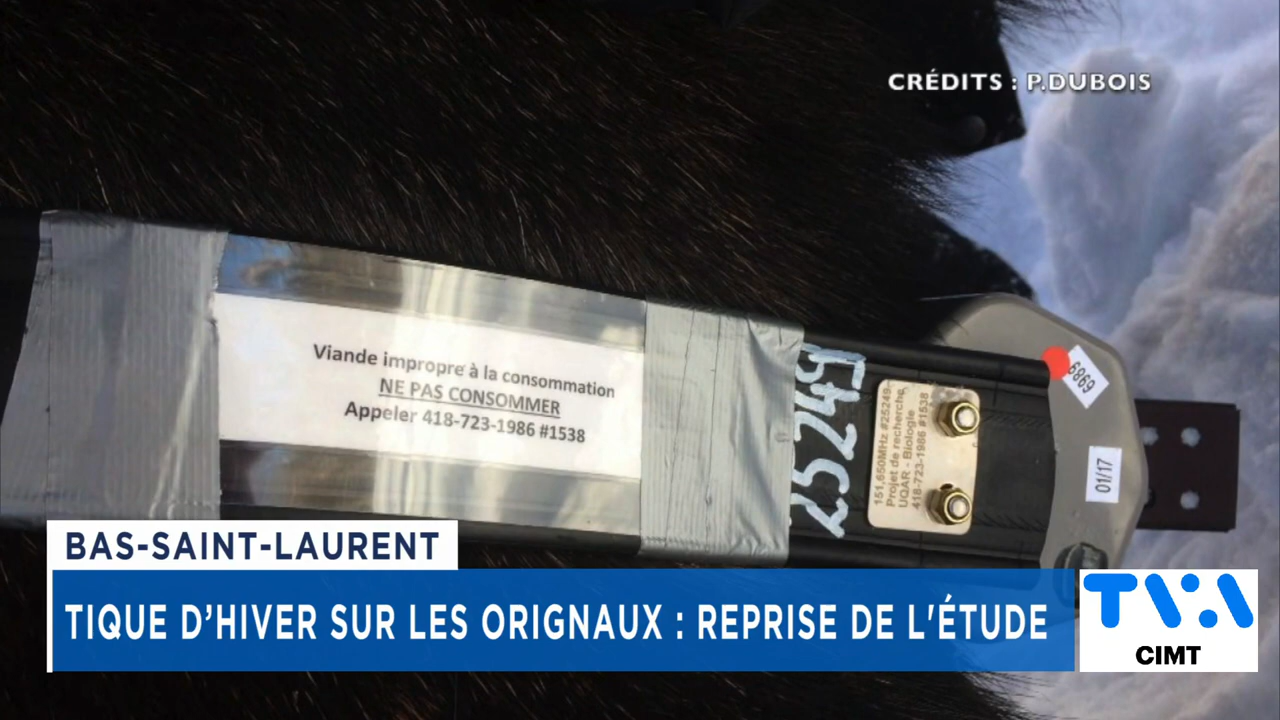 CRÉDITS : P.DUBOIS
Viande impropre à la consommation
NE PAS CONSOMMER
Appeler 418-723-1986 #1538
25249
151,650MHz #25249
Projet de recherche
UQAR - Biologie
418-723-1986 #1538
6869
01/17
BAS-SAINT-LAURENT
TIQUE D’HIVER SUR LES ORIGNAUX : REPRISE DE L'ÉTUDE
TVA
CIMT